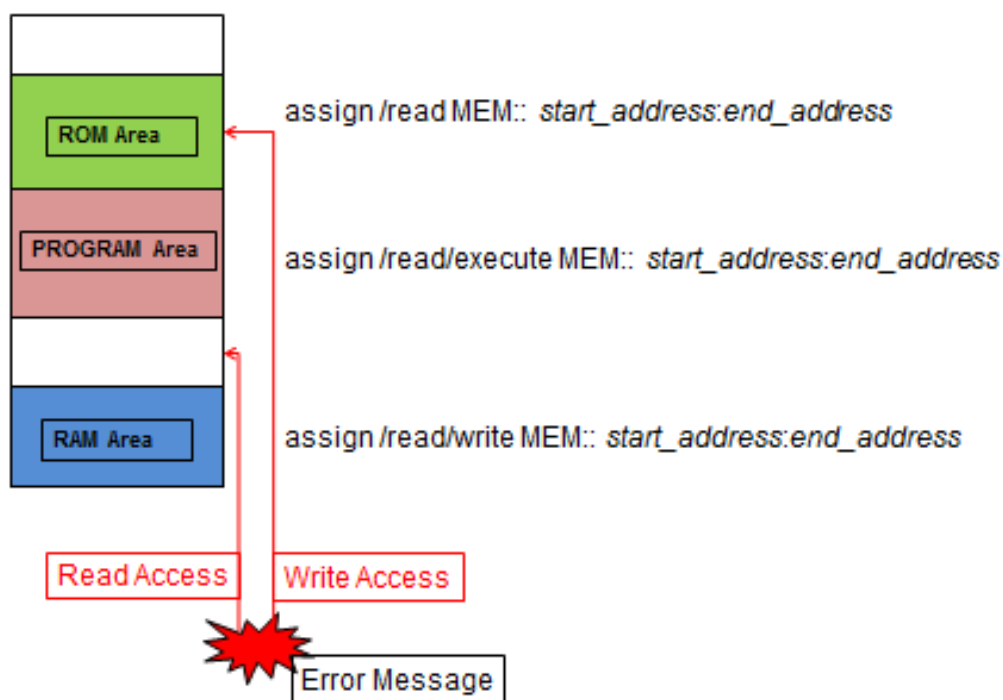 assign /read MEM:: start_address:end_address
ROM Area
PROGRAM Area
assign /read/execute MEM:: start_address:end_address
RAM Area
assign /read/write MEM:: start_address:end_address
Read Access
Write Access
Error Message